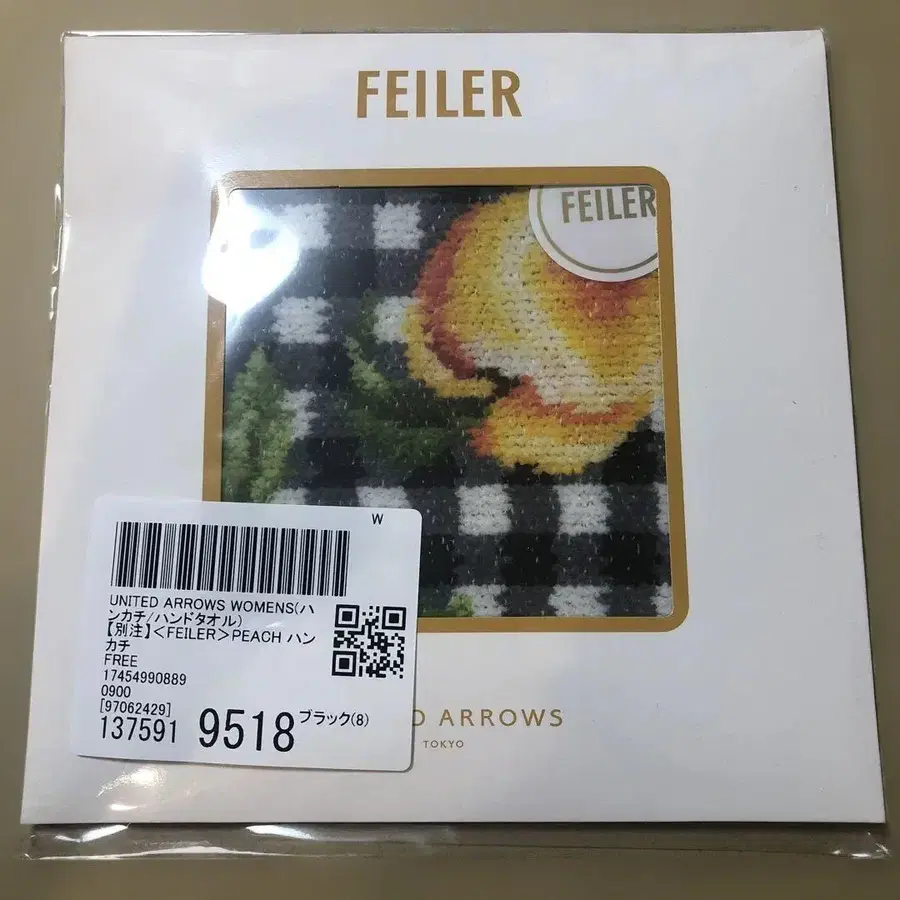 FEILER
FEILER
W
UNITED ARROWS WOMENS(ハ
ンカチ/ハンドタオル)
【別注】<FEILER>PEACH ハン
カチ
FREE
17454990889
0900
[97062429]
137591 9518 ブラック(8)
D ARROWS
TOKYO